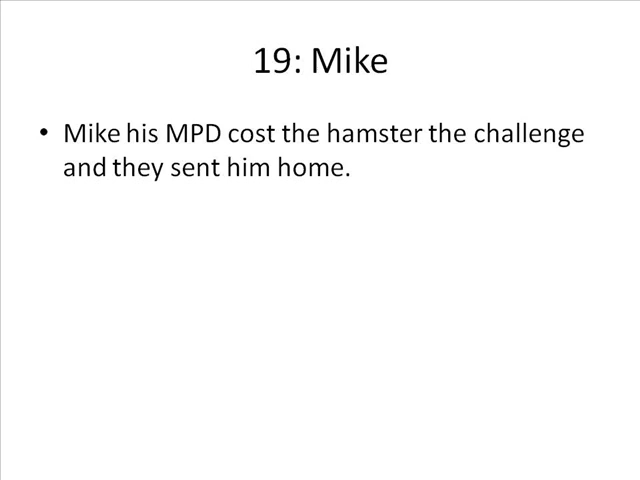 19: Mike
• Mike his MPD cost the hamster the challenge
and they sent him home.